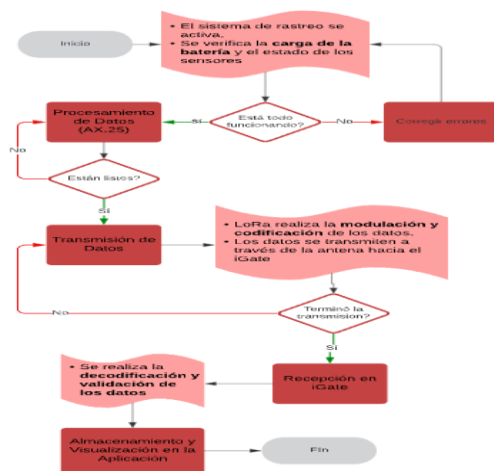 Inicio
• El sistema de rastreo se
activa.
• Se verifica la carga de la
batería y el estado de los
sensores
Está todo
funcionando?
Sí
No
Corregir errores
Procesamiento
de Datos
(AX.25)
No
Están listos?
Sí
Transmisión de
Datos
• LoRa realiza la modulación y
codificación de los datos.
• Los datos se transmiten a
través de la antena hacia el
iGate
Terminó la
transmision?
No
Sí
Recepción en
iGate
• Se realiza la
decodificación y
validación de
los datos
Almacenamiento y
Visualización en la
Aplicación
Fin